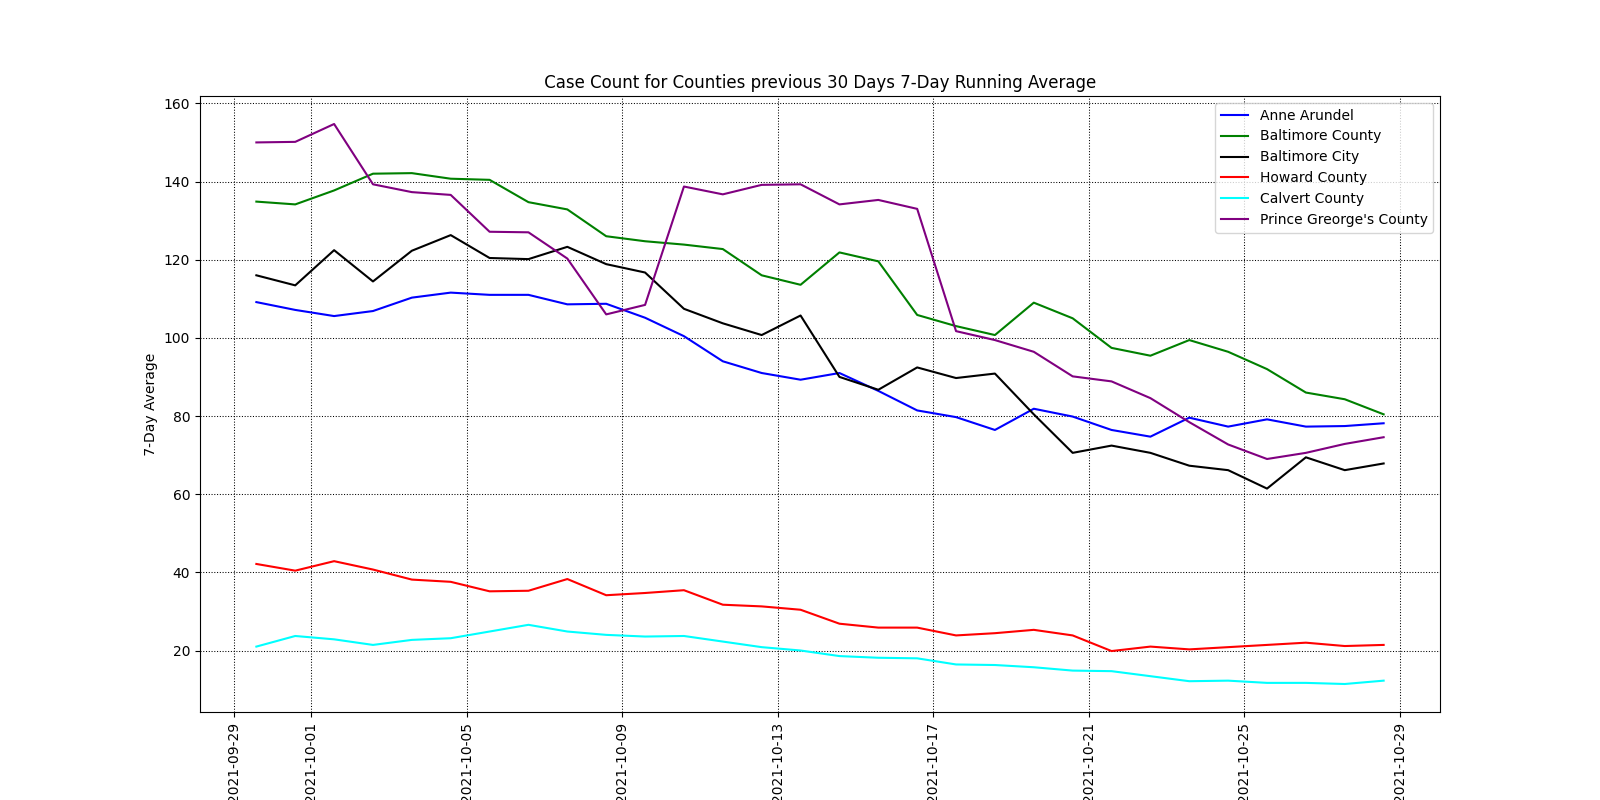 Case Count for Counties previous 30 Days 7-Day Running Average
160
140
120
100
80
60
40
20
7-Day Average
Anne Arundel
Baltimore County
Baltimore City
Howard County
Calvert County
Prince Greorge's County
2021-09-29
2021-10-01
2021-10-05
2021-10-09
2021-10-13
2021-10-17
2021-10-21
2021-10-25
2021-10-29